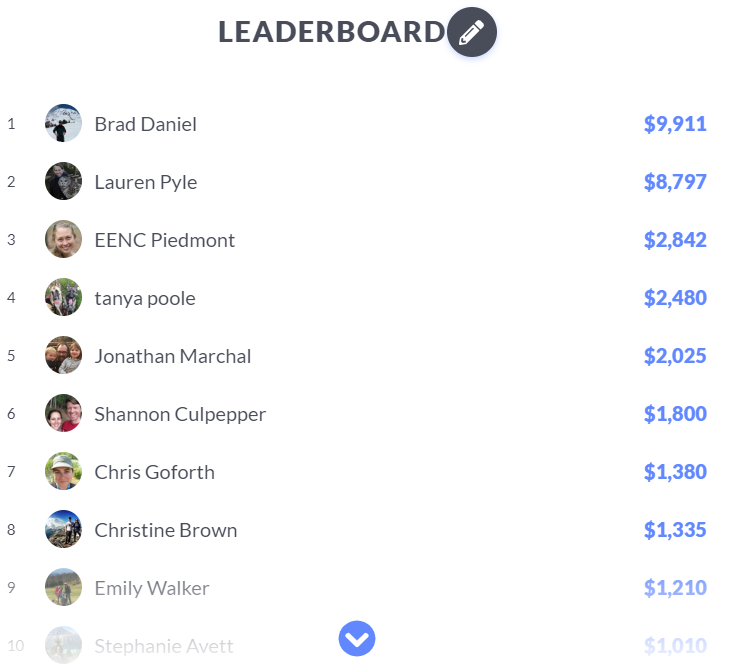 LEADERBOARD
1 Brad Daniel $9,911
2 Lauren Pyle $8,797
3 EENC Piedmont $2,842
4 tanya poole $2,480
5 Jonathan Marchal $2,025
6 Shannon Culpepper $1,800
7 Chris Goforth $1,380
8 Christine Brown $1,335
9 Emily Walker $1,210
10 Stephanie Avett $1,010